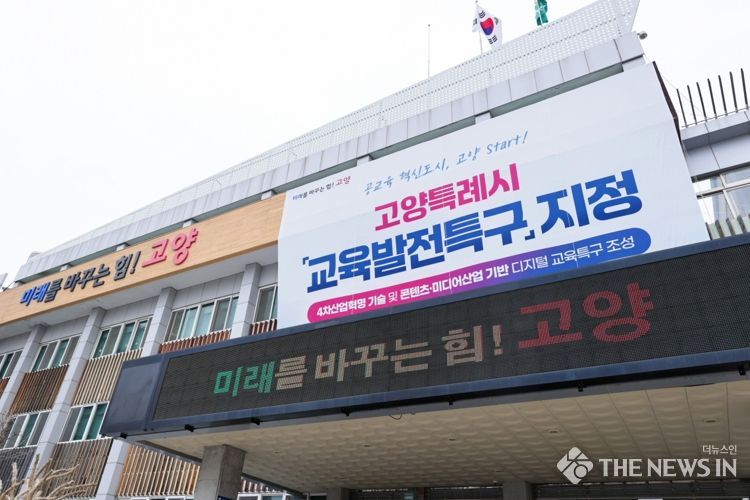 미래를 바꾸는 힘! 고양
공교육 혁신도시, 고양 Start!
고양특례시
「교육발전특구」 지정
4차산업혁명 기술 및 콘텐츠·미디어산업 기반 디지털 교육특구 조성
미래를 바꾸는 힘! 고양
미래를 바꾸는 힘! 고양
더뉴스인
THE NEWS IN